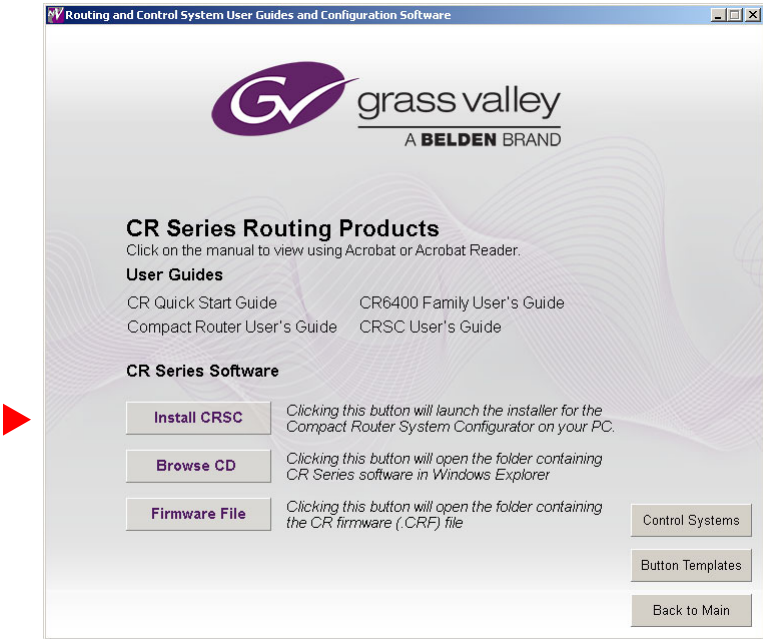 Routing and Control System User Guides and Configuration Software
GV
grass valley
A BELDEN BRAND
CR Series Routing Products
Click on the manual to view using Acrobat or Acrobat Reader.
User Guides
CR Quick Start Guide
CR6400 Family User's Guide
Compact Router User's Guide
CRSC User's Guide
CR Series Software
Install CRSC
Clicking this button will launch the installer for the
Compact Router System Configurator on your PC.
Browse CD
Clicking this button will open the folder containing
CR Series software in Windows Explorer
Firmware File
Clicking this button will open the folder containing
the CR firmware (.CRF) file
Control Systems
Button Templates
Back to Main